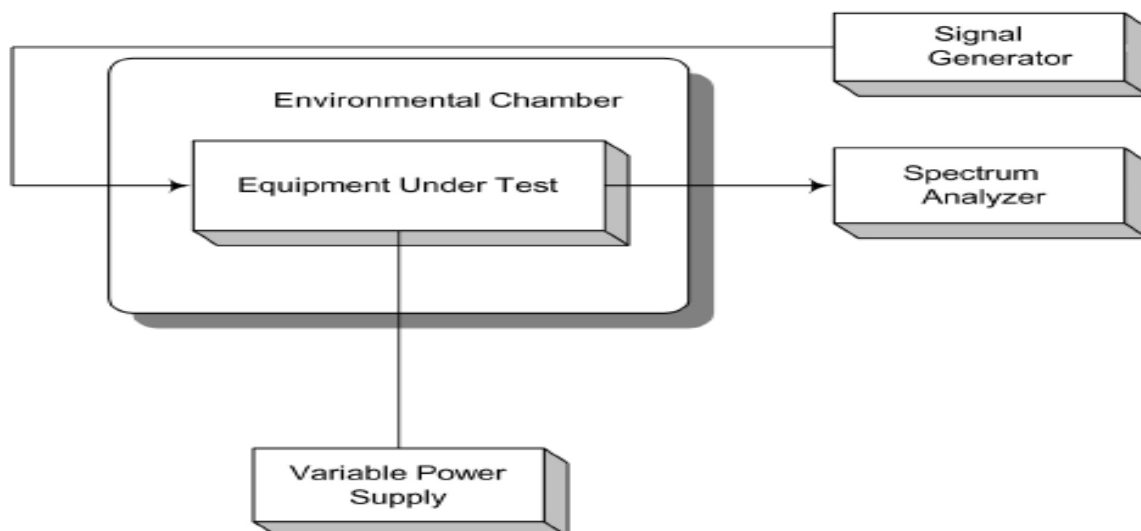 Signal
Generator
Environmental Chamber
Equipment Under Test
Spectrum
Analyzer
Variable Power
Supply